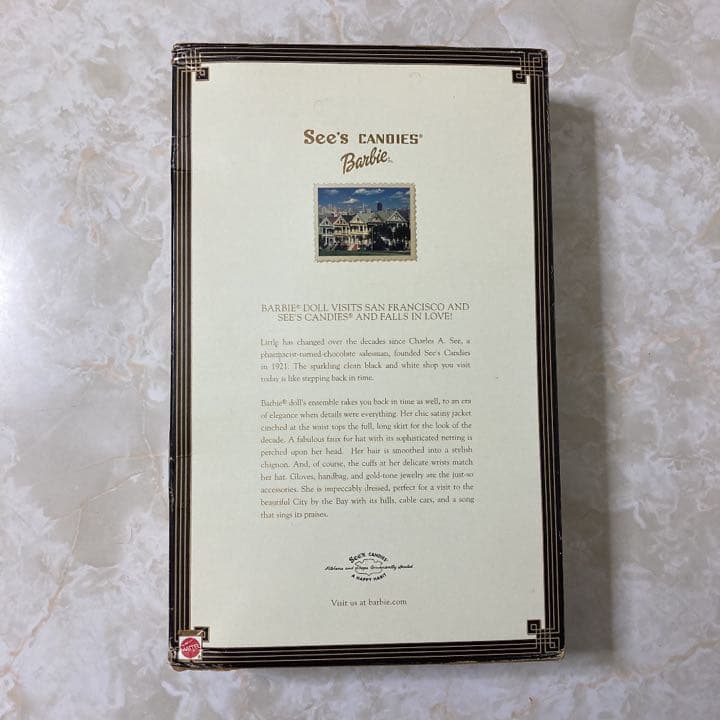 See's CANDIES®
Barbie
BARBIE® DOLL VISITS SAN FRANCISCO AND
SEE'S CANDIES® AND FALLS IN LOVE!
Little has changed over the decades since Charles A. See, a
pharmacist-turned-chocolate salesman, founded See's Candies
in 1921. The sparkling clean black and white shop you visit
today is like stepping back in time.
Barbie® doll's ensemble takes you back in time as well, to an era
of elegance when details were everything. Her chic satiny jacket
cinched at the waist tops the full, long skirt for the look of the
decade. A fabulous faux fur hat with its sophisticated netting is
perched upon her head. Her hair is smoothed into a stylish
chignon. And, of course, the cuffs at her delicate wrists match
her hat. Gloves, handbag, and gold-tone jewelry are the just-so
accessories. She is impeccably dressed, perfect for a visit to the
beautiful City by the Bay with its hills, cable cars, and a song
that sings its praises.
See's CANDIES®
Kitchens and Shops Conveniently Located
A HAPPY HABIT
Visit us at barbie.com
MATTEL